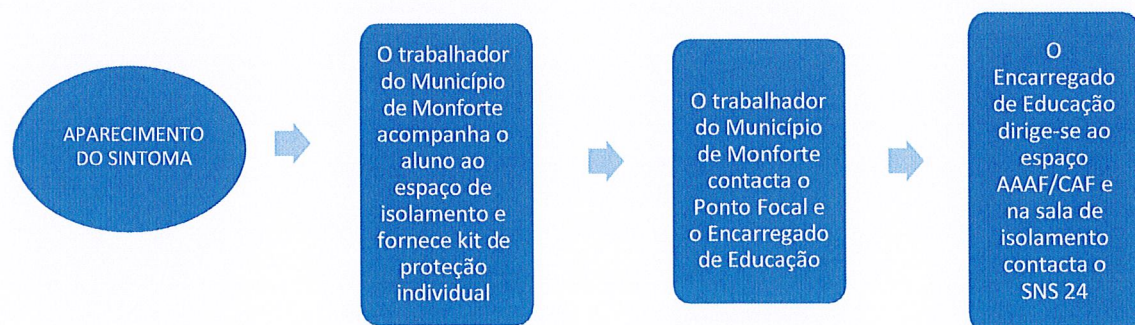 APARECIMENTO
DO SINTOMA
O trabalhador
do Município
de Monforte
acompanha o
aluno ao
espaço de
isolamento e
fornece kit de
proteção
individual
O trabalhador
do Município
de Monforte
contacta o
Ponto Focal e
o Encarregado
de Educação
O
Encarregado
de Educação
dirige-se ao
espaço
AAAF/CAF e
na sala de
isolamento
contacta o
SNS 24